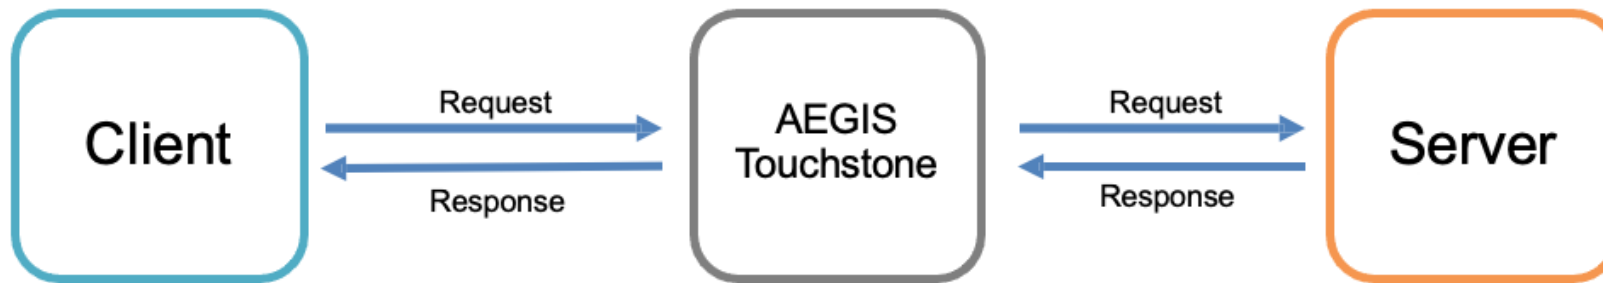 Client
Request
Response
AEGIS
Touchstone
Request
Response
Server